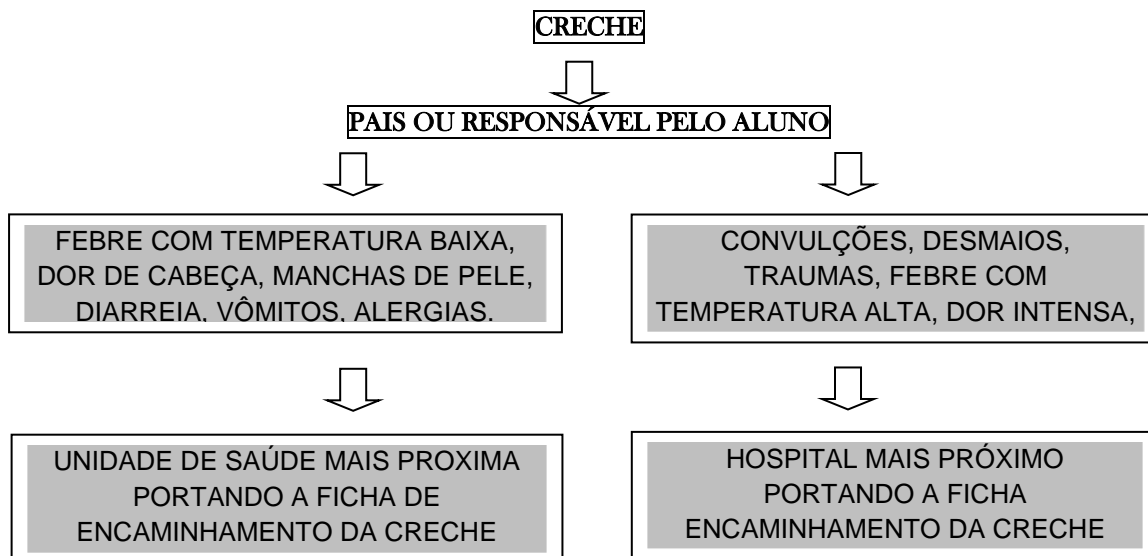 CRECHE
PAIS OU RESPONSÁVEL PELO ALUNO
FEBRE COM TEMPERATURA BAIXA,
DOR DE CABEÇA, MANCHAS DE PELE,
DIARREIA, VÔMITOS, ALERGIAS.
CONVULÇÕES, DESMAIOS,
TRAUMAS, FEBRE COM
TEMPERATURA ALTA, DOR INTENSA,
UNIDADE DE SAÚDE MAIS PROXIMA
PORTANDO A FICHA DE
ENCAMINHAMENTO DA CRECHE
HOSPITAL MAIS PRÓXIMO
PORTANDO A FICHA
ENCAMINHAMENTO DA CRECHE